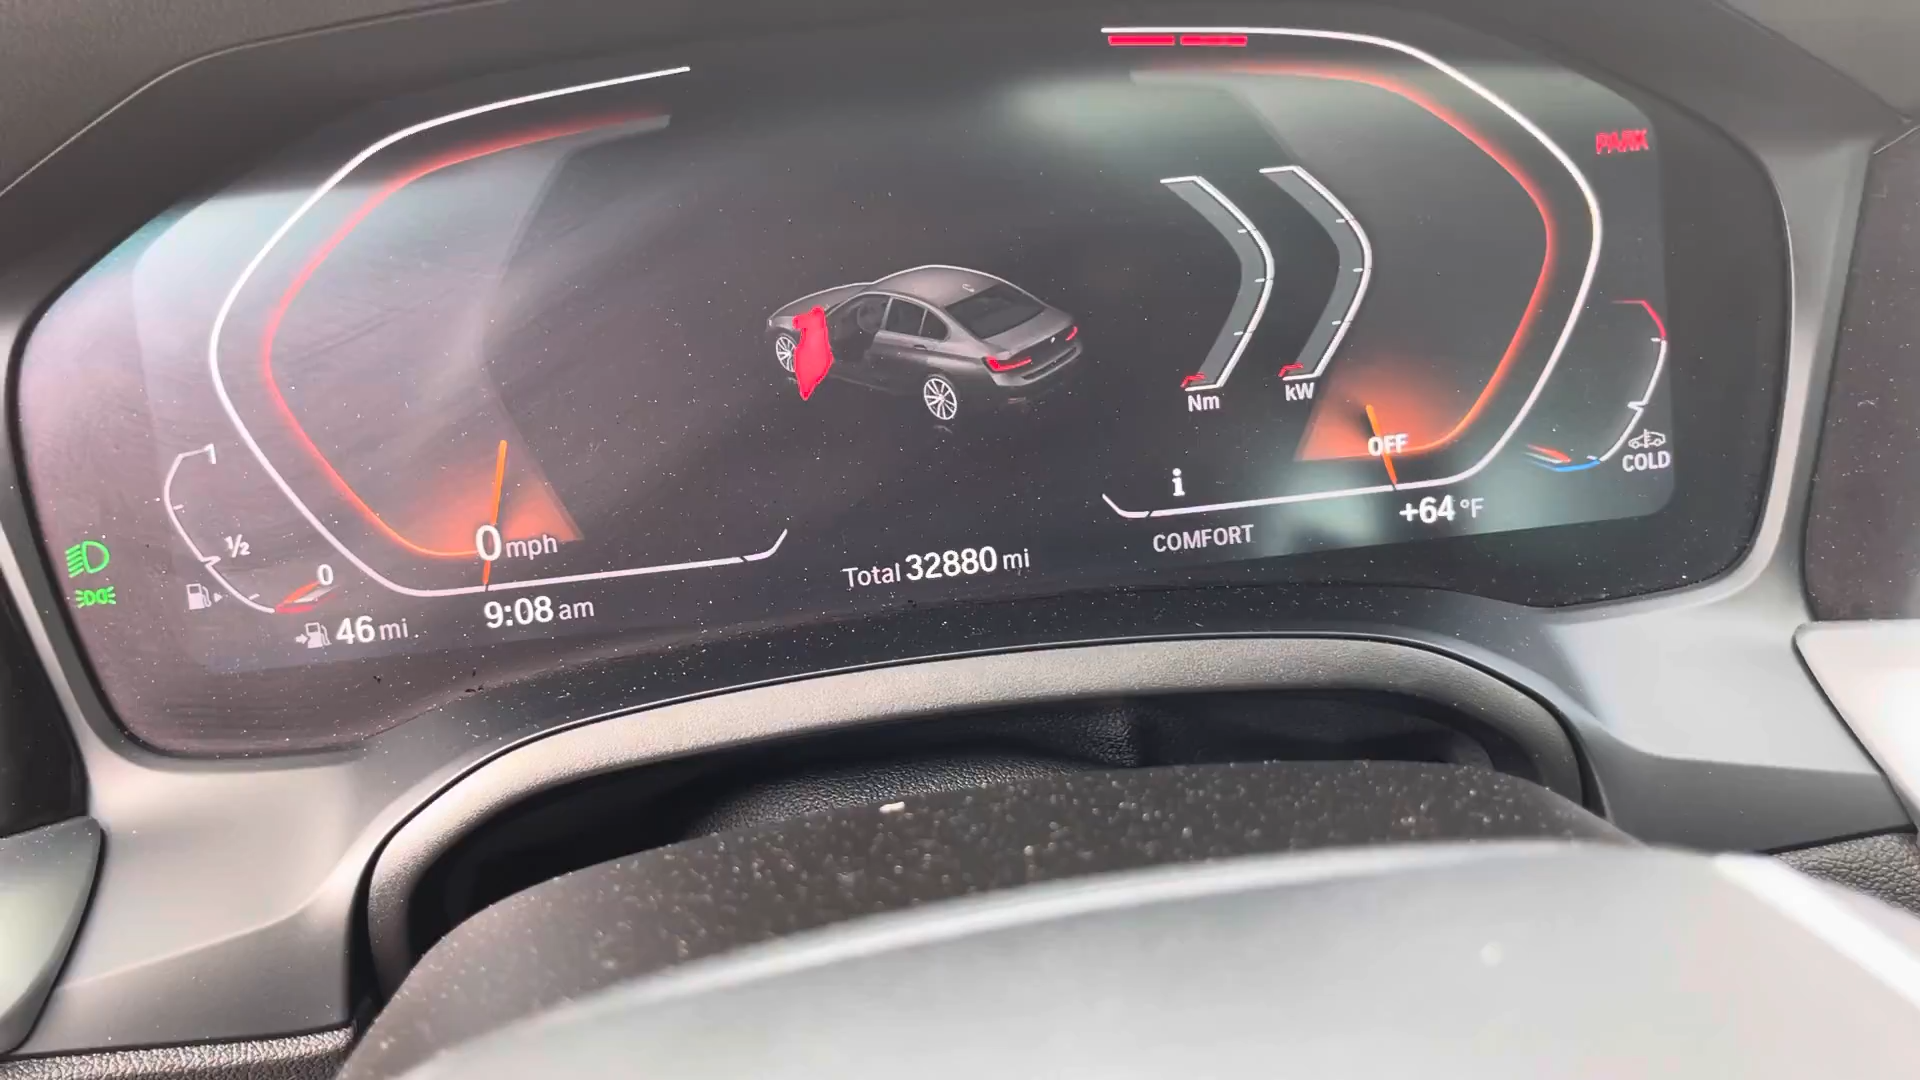 PARK
Nm
kW
OFF
COLD
1
1/2
0
0 mph
i
+64 °F
COMFORT
Total 32880 mi
9:08 am
46 mi